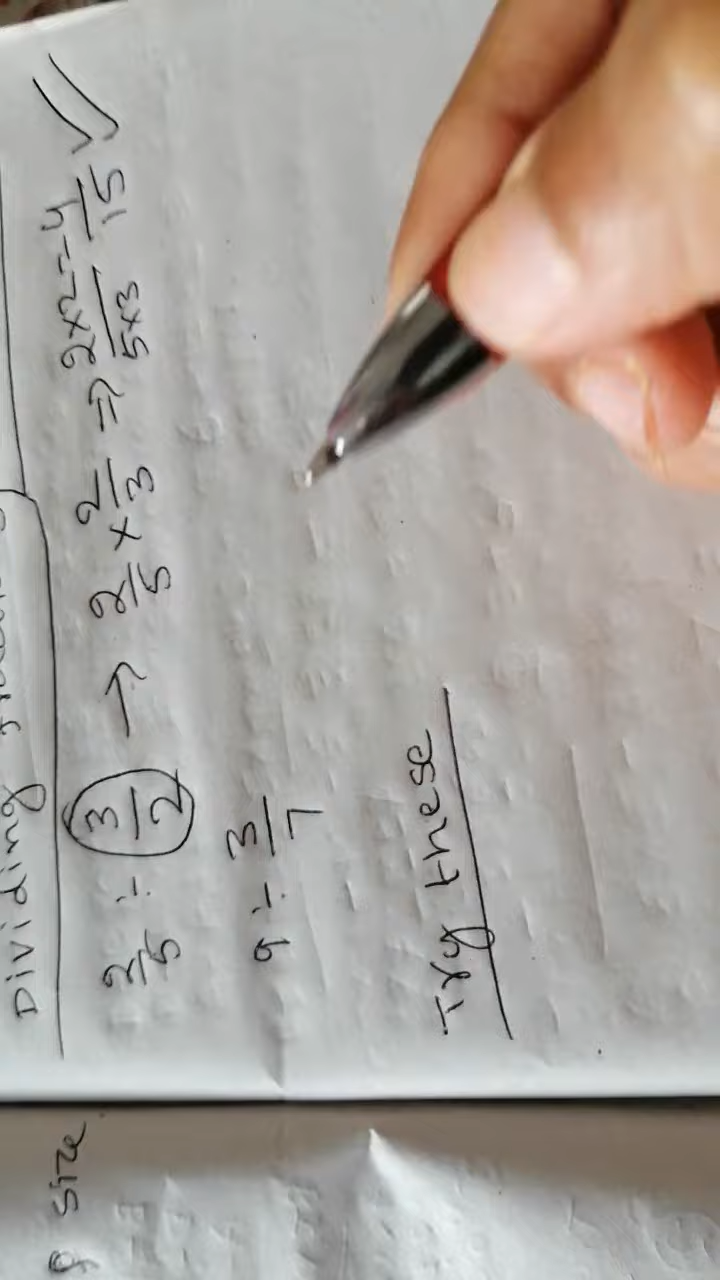 Dividing
2/5 ÷ 3/2 → 2/5 × 2/3 ⇒ 2×2/5×3 = 4/15
9 ÷ 3/7
Try these
size